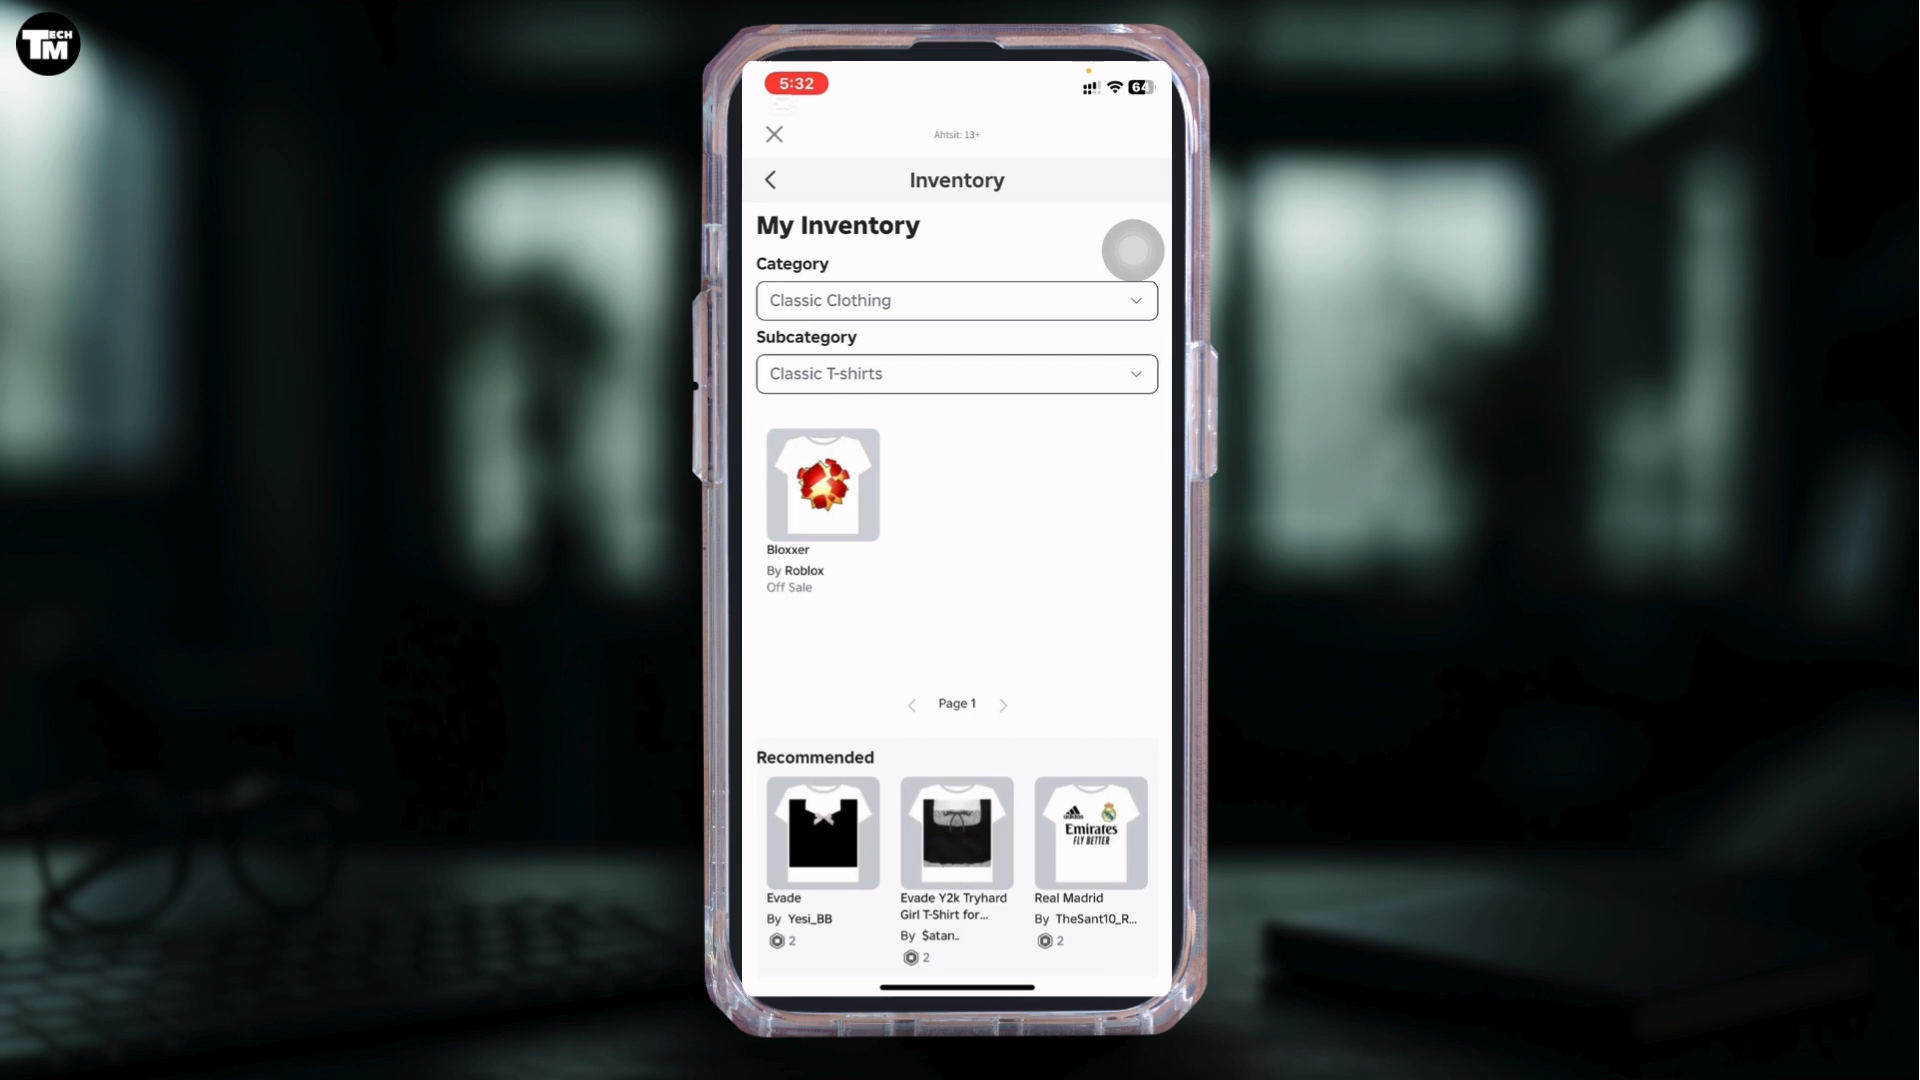 TECH
TM
5:32
64
Ahtsit: 13+
Inventory
My Inventory
Category
Classic Clothing
Subcategory
Classic T-shirts
Bloxxer
By Roblox
Off Sale
Page 1
Recommended
adidas
Emirates
FLY BETTER
Evade
By Yesi_BB
2
Evade Y2k Tryhard
Girl T-Shirt for...
By $atan..
2
Real Madrid
By TheSant10_R...
2